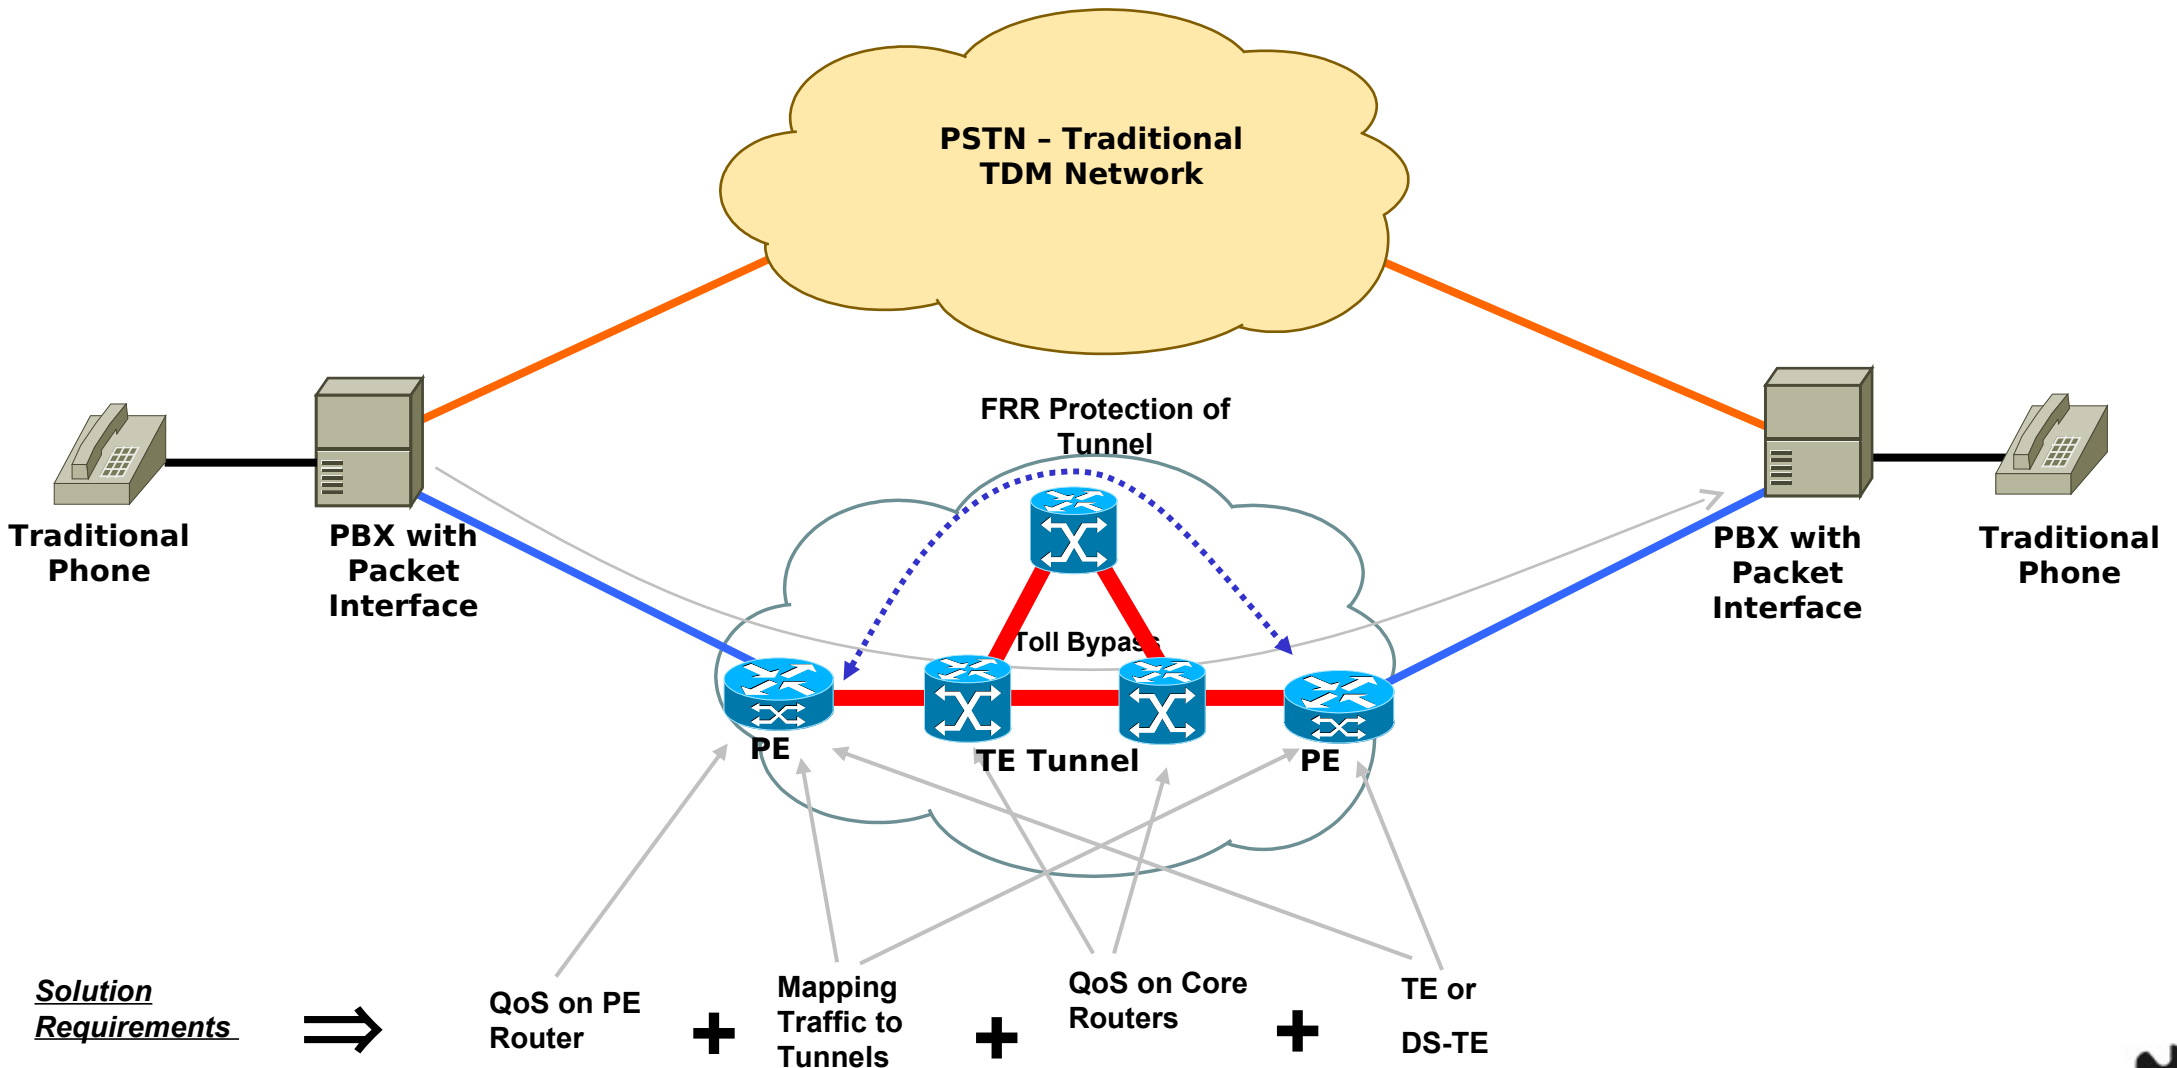 PSTN – Traditional
TDM Network
FRR Protection of
Tunnel
Traditional
Phone
PBX with
Packet
Interface
PBX with
Packet
Interface
Traditional
Phone
Toll Bypass
PE
TE Tunnel
PE
Solution
Requirements
QoS on PE
Router
+
Mapping
Traffic to
Tunnels
+
QoS on Core
Routers
+
TE or
DS-TE